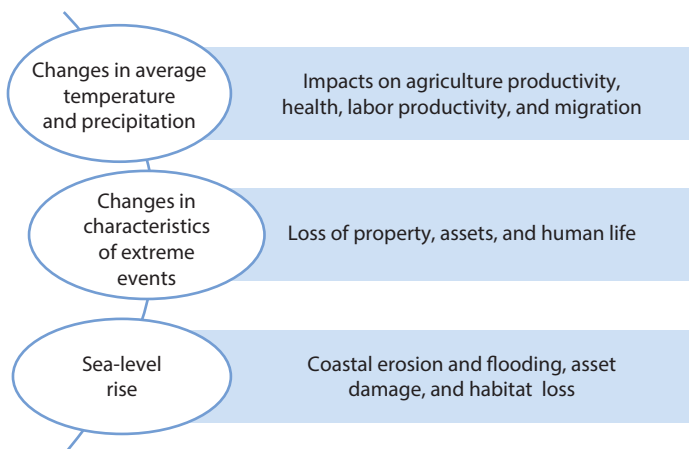 Changes in average
temperature
and precipitation
Impacts on agriculture productivity,
health, labor productivity, and migration
Changes in
characteristics
of extreme
events
Loss of property, assets, and human life
Sea-level
rise
Coastal erosion and flooding, asset
damage, and habitat loss